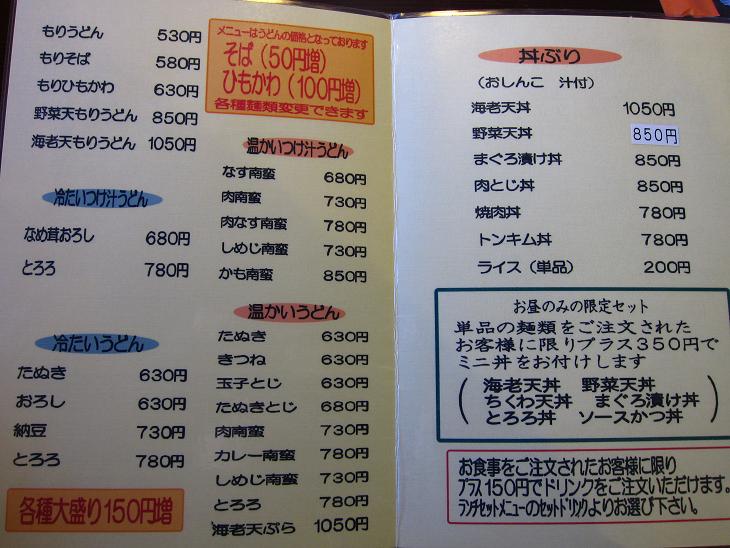 もりうどん 530円
もりそば 580円
もりひもかわ 630円
野菜天もりうどん 850円
海老天もりうどん 1050円
冷たいつけ汁うどん
なめ茸おろし 680円
とろろ 780円
冷たいうどん
たぬき 630円
おろし 630円
納豆 730円
とろろ 780円
各種大盛り150円増
メニューはうどんの価格となっております
そば(50円増)
ひもかわ(100円増)
各種麺類変更できます
温かいつけ汁うどん
なす南蛮 680円
肉南蛮 730円
肉なす南蛮 780円
しめじ南蛮 730円
かも南蛮 850円
温かいうどん
たぬき 630円
きつね 630円
玉子とじ 630円
たぬきとじ 680円
肉南蛮 730円
カレー南蛮 780円
しめじ南蛮 730円
とろろ 780円
海老天ぷら 1050円
丼ぶり
(おしんこ 汁付)
海老天丼 1050円
野菜天丼 850円
まぐろ漬け丼 850円
肉とじ丼 850円
焼肉丼 780円
トンキム丼 780円
ライス(単品) 200円
お昼のみの限定セット
単品の麺類をご注文された
お客様に限りプラス350円で
ミニ丼をお付けします
(海老天丼 野菜天丼
ちくわ天丼 まぐろ漬け丼
とろろ丼 ソースかつ丼)
お食事をご注文されたお客様に限り
プラス150円でドリンクをご注文いただけます。
ランチセットメニューのセットドリンクよりお選び下さい。